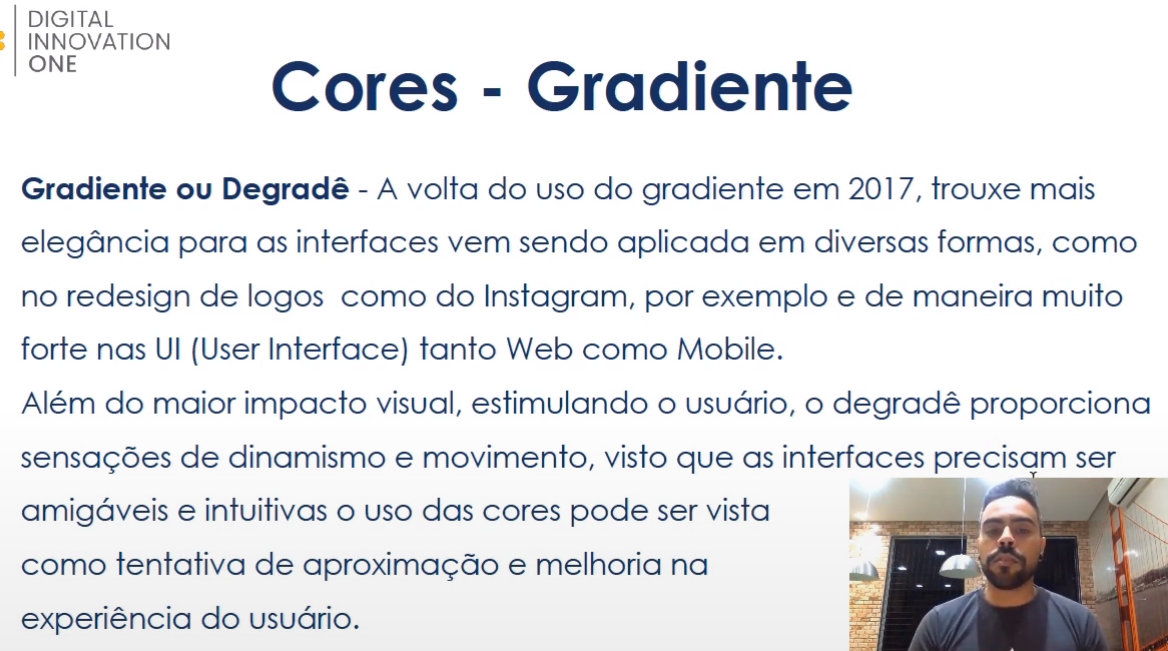 DIGITAL
INNOVATION
ONE
Cores - Gradiente
Gradiente ou Degradê - A volta do uso do gradiente em 2017, trouxe mais
elegância para as interfaces vem sendo aplicada em diversas formas, como
no redesign de logos  como do Instagram, por exemplo e de maneira muito
forte nas UI (User Interface) tanto Web como Mobile.
Além do maior impacto visual, estimulando o usuário, o degradê proporciona
sensações de dinamismo e movimento, visto que as interfaces precisam ser
amigáveis e intuitivas o uso das cores pode ser vista
como tentativa de aproximação e melhoria na
experiência do usuário.